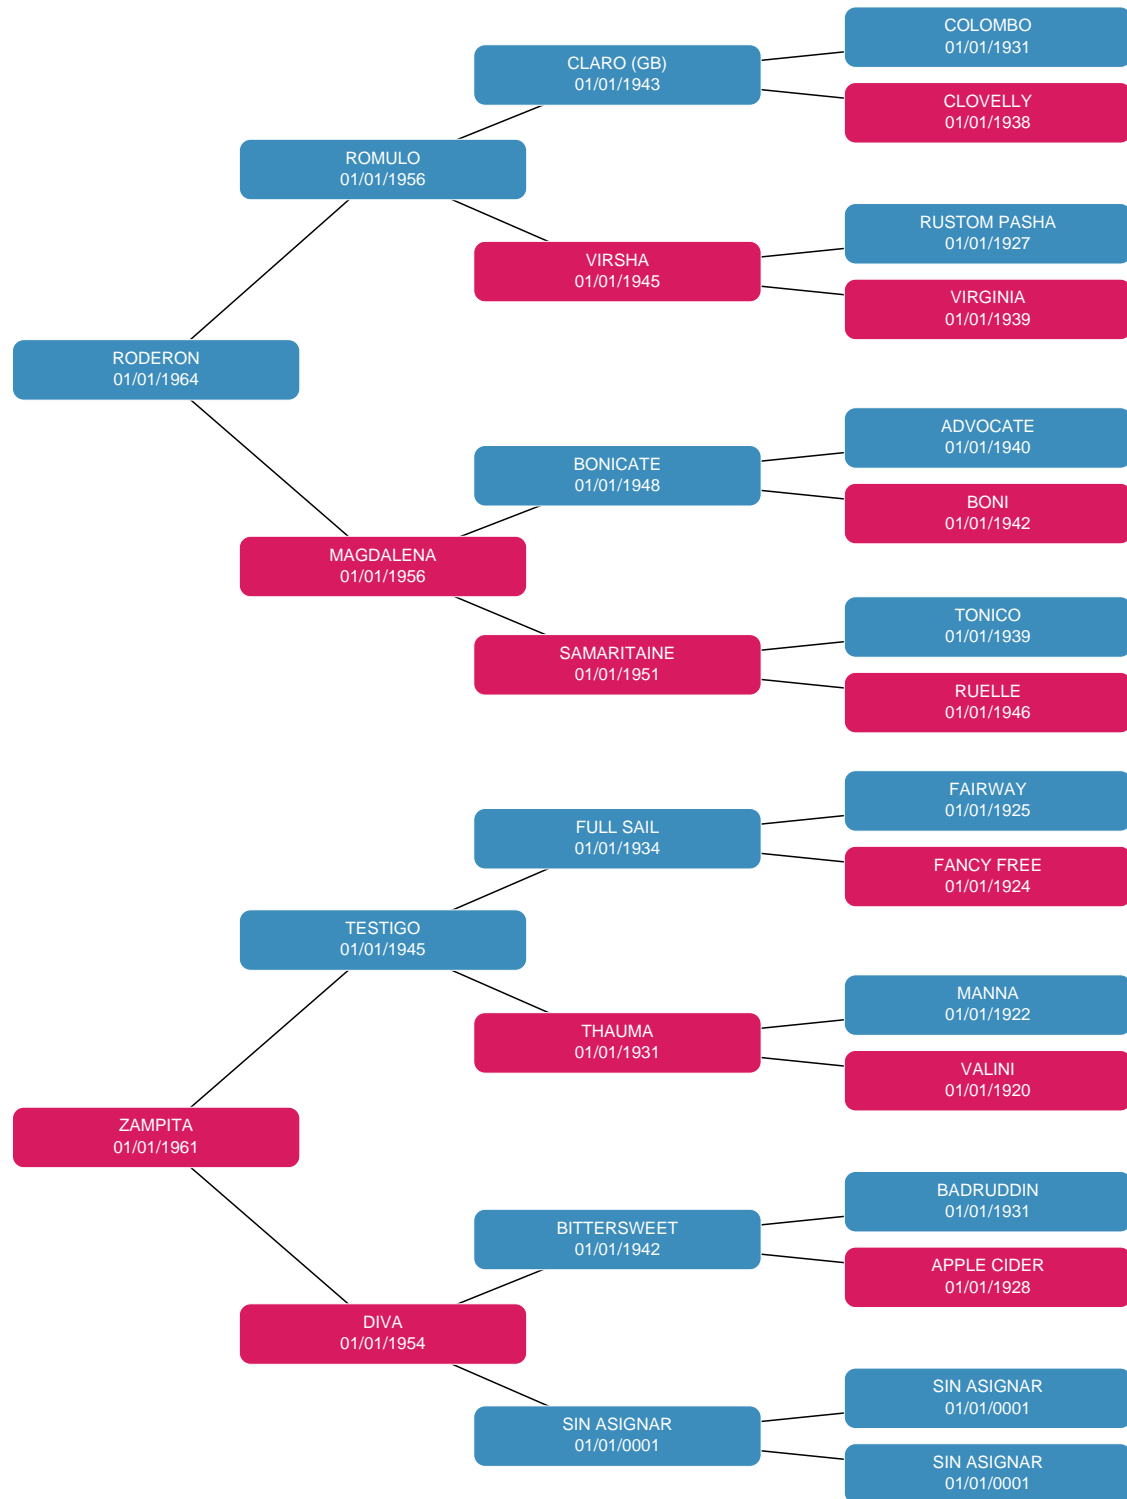 COLOMBO
01/01/1931
CLARO (GB)
01/01/1943
CLOVELLY
01/01/1938
ROMULO
01/01/1956
RUSTOM PASHA
01/01/1927
VIRSHA
01/01/1945
VIRGINIA
01/01/1939
RODERON
01/01/1964
ADVOCATE
01/01/1940
BONICATE
01/01/1948
BONI
01/01/1942
MAGDALENA
01/01/1956
TONICO
01/01/1939
SAMARITAINE
01/01/1951
RUELLE
01/01/1946
FAIRWAY
01/01/1925
FULL SAIL
01/01/1934
FANCY FREE
01/01/1924
TESTIGO
01/01/1945
MANNA
01/01/1922
THAUMA
01/01/1931
VALINI
01/01/1920
ZAMPITA
01/01/1961
BADRUDDIN
01/01/1931
BITTERSWEET
01/01/1942
APPLE CIDER
01/01/1928
DIVA
01/01/1954
SIN ASIGNAR
01/01/0001
SIN ASIGNAR
01/01/0001
SIN ASIGNAR
01/01/0001